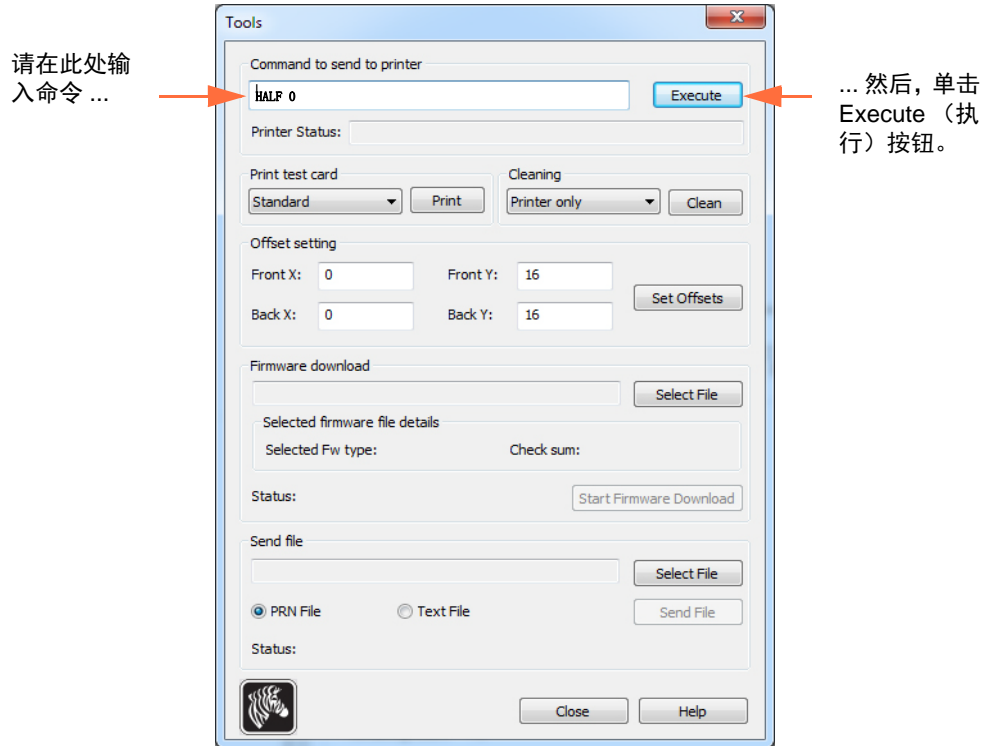 Tools
请在此处输
入命令 ...
Command to send to printer
HALF 0
Execute
... 然后，单击
Execute （执
行）按钮。
Printer Status:
Print test card
Standard
Print
Cleaning
Printer only
Clean
Offset setting
Front X: 0 Front Y: 16
Set Offsets
Back X: 0 Back Y: 16
Firmware download
Select File
Selected firmware file details
Selected Fw type: Check sum:
Status:
Start Firmware Download
Send file
Select File
PRN File Text File
Send File
Status:
Close Help